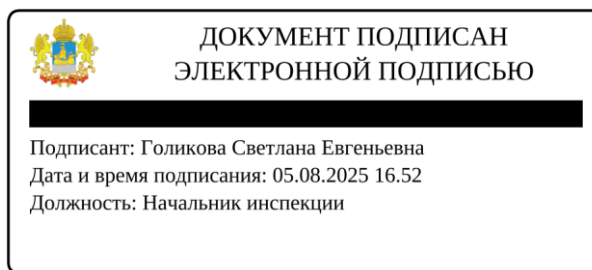 ДОКУМЕНТ ПОДПИСАН
ЭЛЕКТРОННОЙ ПОДПИСЬЮ
Подписант: Голикова Светлана Евгеньевна
Дата и время подписания: 05.08.2025 16.52
Должность: Начальник инспекции